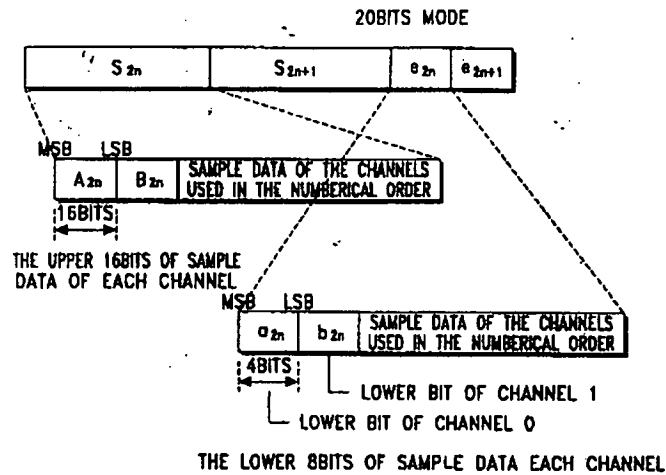 20BITS MODE
S2n S2n+1 e2n e2n+1
MSB LSB
A2n B2n SAMPLE DATA OF THE CHANNELS
USED IN THE NUMBERICAL ORDER
16BITS
THE UPPER 16BITS OF SAMPLE
DATA OF EACH CHANNEL
MSB LSB
a2n b2n SAMPLE DATA OF THE CHANNELS
USED IN THE NUMBERICAL ORDER
4BITS
LOWER BIT OF CHANNEL 1
LOWER BIT OF CHANNEL 0
THE LOWER 8BITS OF SAMPLE DATA EACH CHANNEL